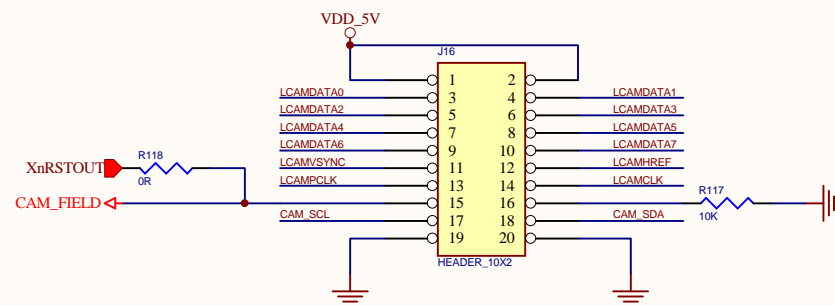 VDD_5V
J16
1 2
LCAMDATA0 3 4 LCAMDATA1
LCAMDATA2 5 6 LCAMDATA3
LCAMDATA4 7 8 LCAMDATA5
LCAMDATA6 9 10 LCAMDATA7
R118
XnRSTOUT LCAMVSYNC 11 12 LCAMHREF
0R LCAMPCLK 13 14 LCAMCLK
R117
CAM_FIELD 15 16
10K
CAM_SCL 17 18 CAM_SDA
19 20
HEADER_10X2